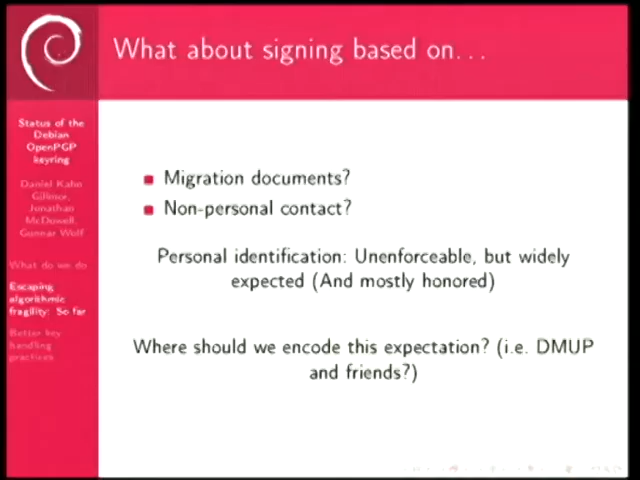 What about signing based on...
Status of the
Debian
OpenPGP
keyring
Daniel Kahn
Gillmor,
Jonathan
McDowell,
Gunnar Wolf
What do we do
Escaping
algorithmic
fragility: So far
Better key
handling
practices
Migration documents?
Non-personal contact?
Personal identification: Unenforceable, but widely
expected (And mostly honored)
Where should we encode this expectation? (i.e. DMUP
and friends?)